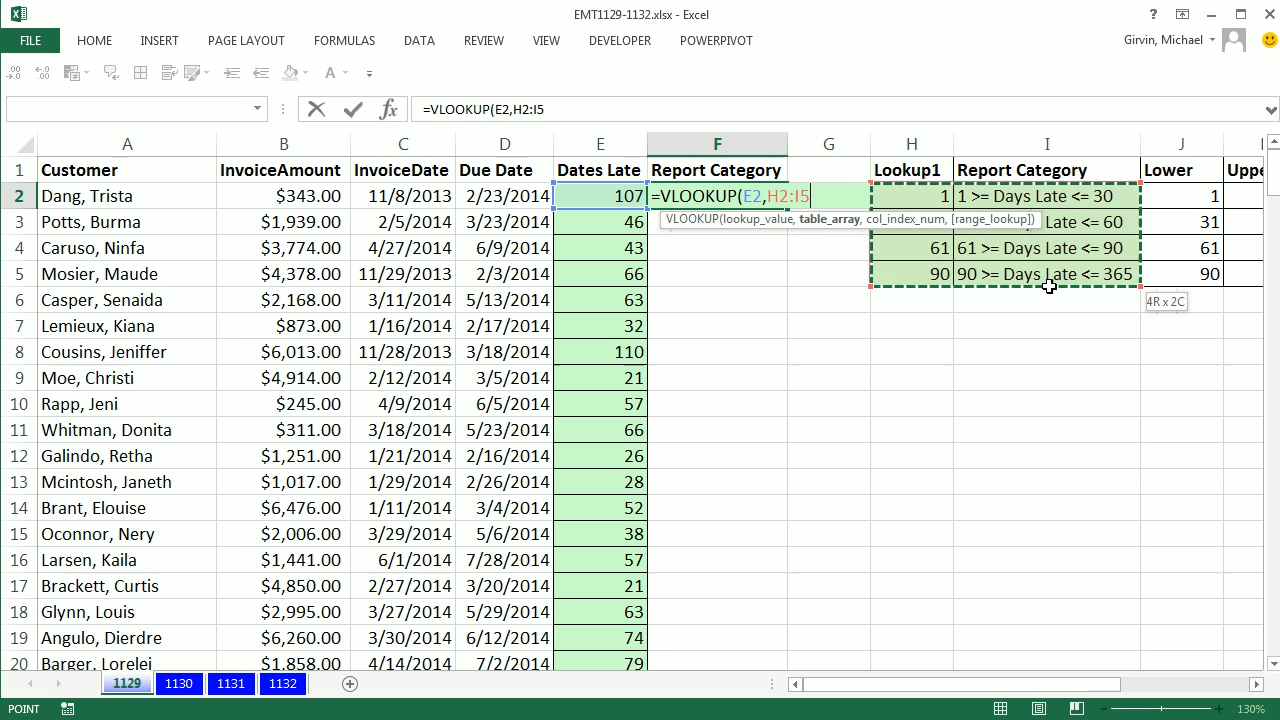 EMT1129-1132.xlsx - Excel
?
FILE HOME INSERT PAGE LAYOUT FORMULAS DATA REVIEW VIEW DEVELOPER POWERPIVOT Girvin, Michael
=VLOOKUP(E2,H2:I5
A B C D E F G H I J
1 Customer InvoiceAmount InvoiceDate Due Date Dates Late Report Category Lookup1 Report Category Lower Uppe
2 Dang, Trista $343.00 11/8/2013 2/23/2014 107 =VLOOKUP(E2,H2:I5 1 1 >= Days Late <= 30 1
VLOOKUP(lookup_value, table_array, col_index_num, [range_lookup])
3 Potts, Burma $1,939.00 2/5/2014 3/23/2014 46 Late <= 60 31
4 Caruso, Ninfa $3,774.00 4/27/2014 6/9/2014 43 61 61 >= Days Late <= 90 61
5 Mosier, Maude $4,378.00 11/29/2013 2/3/2014 66 90 90 >= Days Late <= 365 90
6 Casper, Senaida $2,168.00 3/11/2014 5/13/2014 63
4R x 2C
7 Lemieux, Kiana $873.00 1/16/2014 2/17/2014 32
8 Cousins, Jeniffer $6,013.00 11/28/2013 3/18/2014 110
9 Moe, Christi $4,914.00 2/12/2014 3/5/2014 21
10 Rapp, Jeni $245.00 4/9/2014 6/5/2014 57
11 Whitman, Donita $311.00 3/18/2014 5/23/2014 66
12 Galindo, Retha $1,251.00 1/21/2014 2/16/2014 26
13 Mcintosh, Janeth $1,017.00 1/29/2014 2/26/2014 28
14 Brant, Elouise $6,476.00 1/11/2014 3/4/2014 52
15 Oconnor, Nery $2,006.00 3/29/2014 5/6/2014 38
16 Larsen, Kaila $1,441.00 6/1/2014 7/28/2014 57
17 Brackett, Curtis $4,850.00 2/27/2014 3/20/2014 21
18 Glynn, Louis $2,995.00 3/27/2014 5/29/2014 63
19 Angulo, Dierdre $6,260.00 3/30/2014 6/12/2014 74
20 Barger, Lorelei $1,858.00 4/14/2014 7/2/2014 79
1129 1130 1131 1132
POINT 130%